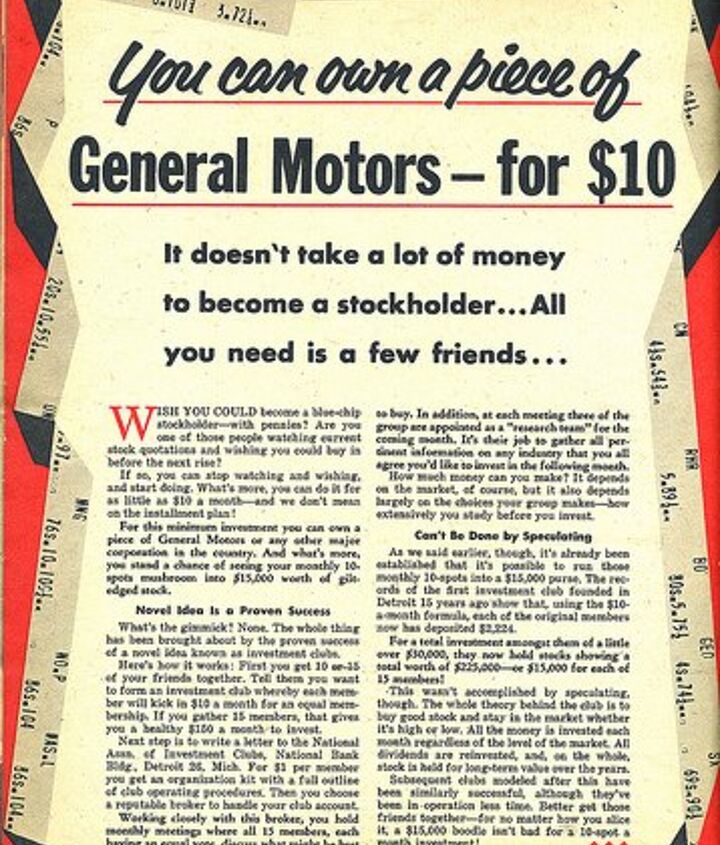 3.72½
You can own a piece of
General Motors — for $10
It doesn't take a lot of money
to become a stockholder...All
you need is a few friends...
WISH YOU COULD become a blue-chip
stockholder—with pennies? Are you
one of those people watching current
stock quotations and wishing you could buy in
before the next rise?
If so, you can stop watching and wishing,
and start doing. What's more, you can do it for
as little as $10 a month—and we don't mean
on the installment plan!
For this minimum investment you can own a
piece of General Motors or any other major
corporation in the country. And what's more,
you stand a chance of seeing your monthly 10-
spots mushroom into $15,000 worth of gilt-
edged stock.
Novel Idea Is a Proven Success
What's the gimmick? None. The whole thing
has been brought about by the proven success
of a novel idea known as investment clubs.
Here's how it works: First you get 10 or 15
of your friends together. Tell them you want
to form an investment club whereby each mem-
ber will kick in $10 a month for an equal mem-
bership. If you gather 15 members, that gives
you a healthy $150 a month to invest.
Next step is to write a letter to the National
Assn. of Investment Clubs, National Bank
Bldg., Detroit 26, Mich. For $3 per member
you get an organization kit with a full outline
of club operating procedures. Then you choose
a reputable broker to handle your club account.
Working closely with this broker, you hold
monthly meetings where all 15 members, each
having an equal vote, discuss what might be best
to buy. In addition, at each meeting three of the
group are appointed as a "research team" for the
coming month. It's their job to gather all per-
tinent information on any industry that you all
agree you'd like to invest in the following month.
How much money can you make? It depends
on the market, of course, but it also depends
largely on the choices your group makes—how
extensively you study before you invest.
Can't Be Done by Speculating
As we said earlier, though, it's already been
established that it's possible to run those
monthly 10-spots into a $15,000 purse. The rec-
ords of the first investment club founded in
Detroit 15 years ago show that, using the $10-
a-month formula, each of the original members
now has deposited $2,224.
For a total investment amongst them of a little
over $30,000, they now hold stocks showing a
total worth of $225,000—or $15,000 for each of
15 members!
This wasn't accomplished by speculating,
though. The whole theory behind the club is to
buy good stock and stay in the market whether
it's high or low. All the money is invested each
month regardless of the level of the market. All
dividends are reinvested, and, on the whole,
stock is held for long-term value over the years.
Subsequent clubs modeled after this have
been similarly successful, although they've
been in operation less time. Better get those
friends together—for no matter how you slice
it, a $15,000 boodle isn't bad for a 10-spot a
month investment!